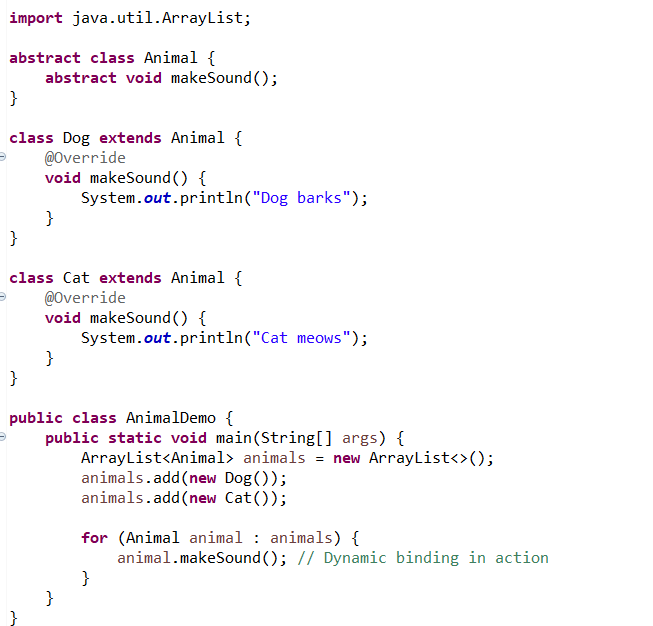 import java.util.ArrayList;

abstract class Animal {
    abstract void makeSound();
}

class Dog extends Animal {
    @Override
    void makeSound() {
        System.out.println("Dog barks");
    }
}

class Cat extends Animal {
    @Override
    void makeSound() {
        System.out.println("Cat meows");
    }
}

public class AnimalDemo {
    public static void main(String[] args) {
        ArrayList<Animal> animals = new ArrayList<>();
        animals.add(new Dog());
        animals.add(new Cat());

        for (Animal animal : animals) {
            animal.makeSound(); // Dynamic binding in action
        }
    }
}